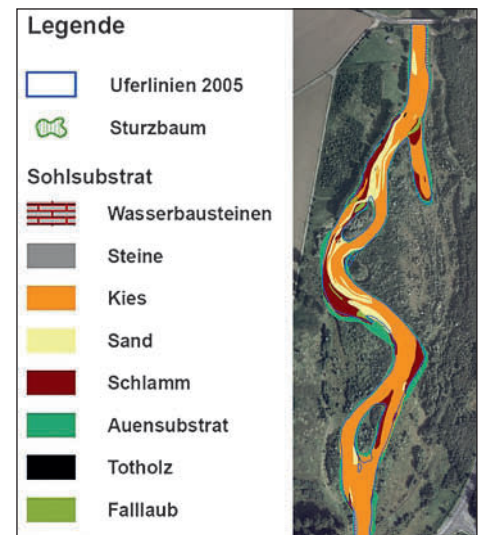 Legende
Uferlinien 2005
Sturzbaum
Sohlsubstrat
Wasserbausteinen
Steine
Kies
Sand
Schlamm
Auensubstrat
Totholz
Falllaub